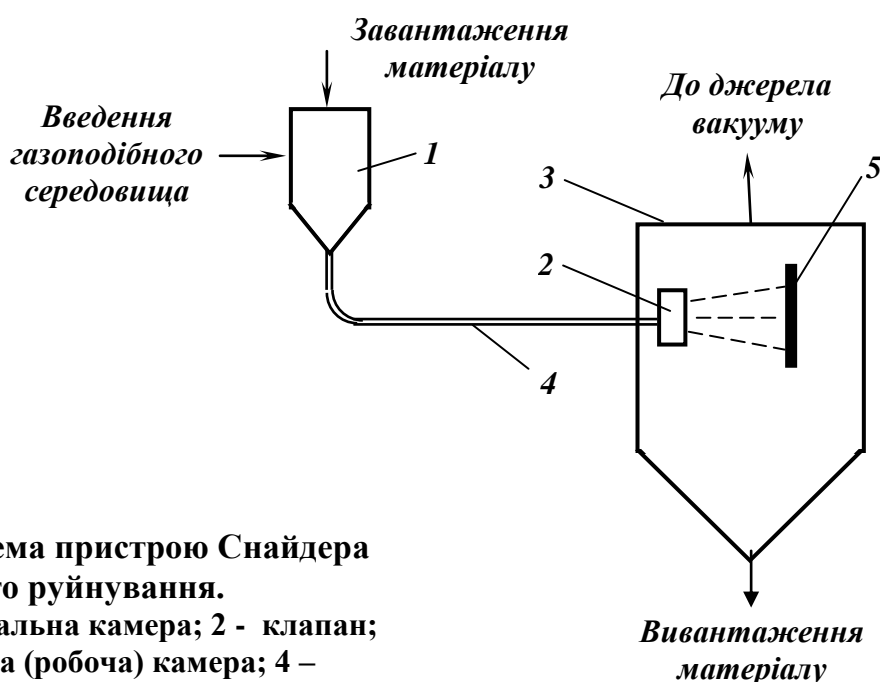 Завантаження
матеріалу
До джерела
вакууму
Введення
газоподібного
середовища
1
3
5
2
4
ема пристрою Снайдера
го руйнування.
альна камера; 2 - клапан;
а (робоча) камера; 4 –
Вивантаження
матеріалу